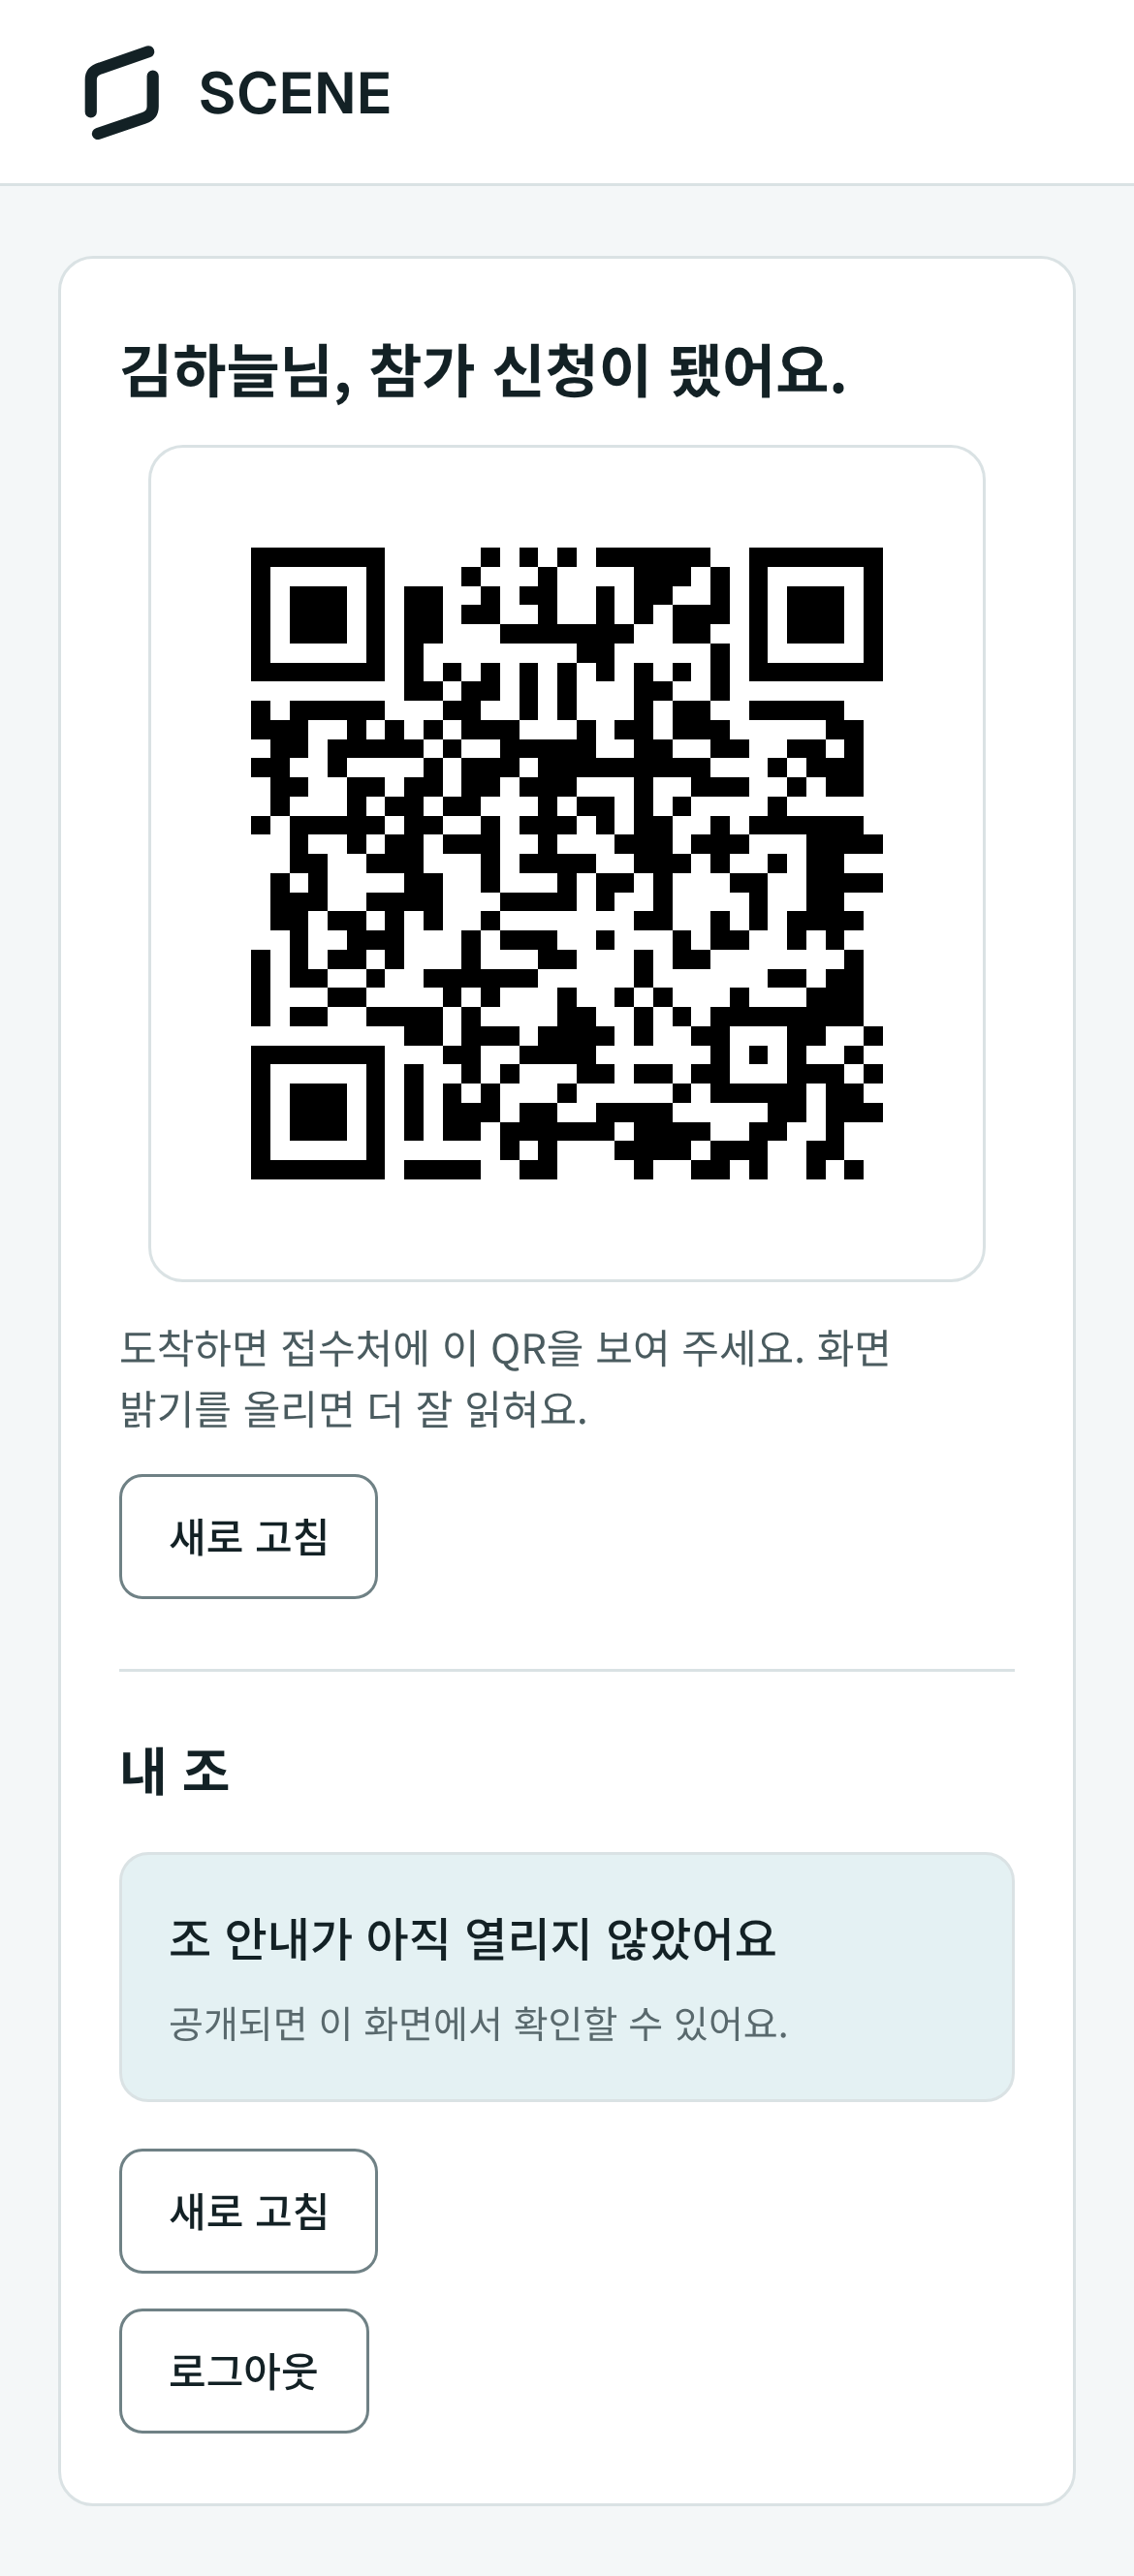 SCENE
김하늘님, 참가 신청이 됐어요.
도착하면 접수처에 이 QR을 보여 주세요. 화면
밝기를 올리면 더 잘 읽혀요.
새로 고침
내 조
조 안내가 아직 열리지 않았어요
공개되면 이 화면에서 확인할 수 있어요.
새로 고침
로그아웃